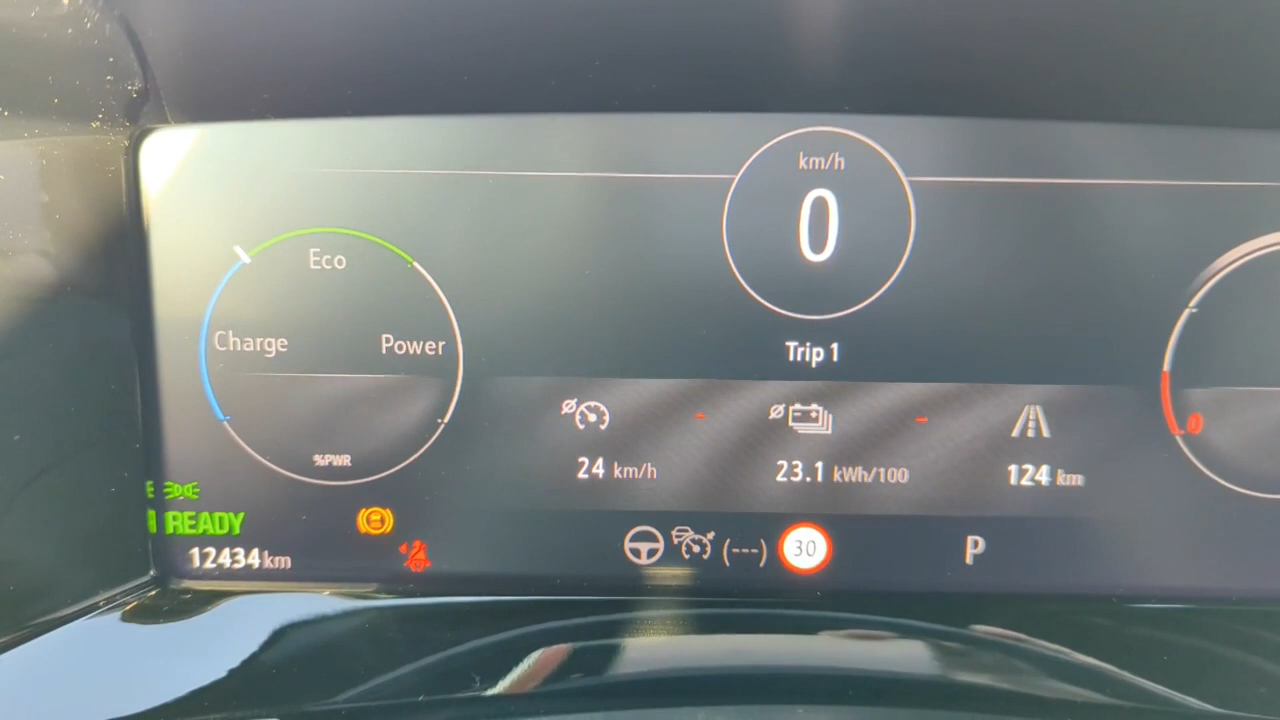 km/h
0
Eco
Charge
Power
Trip 1
%PWR
24 km/h
23.1 kWh/100
124 km
0
READY
12434 km
(---)
30
P